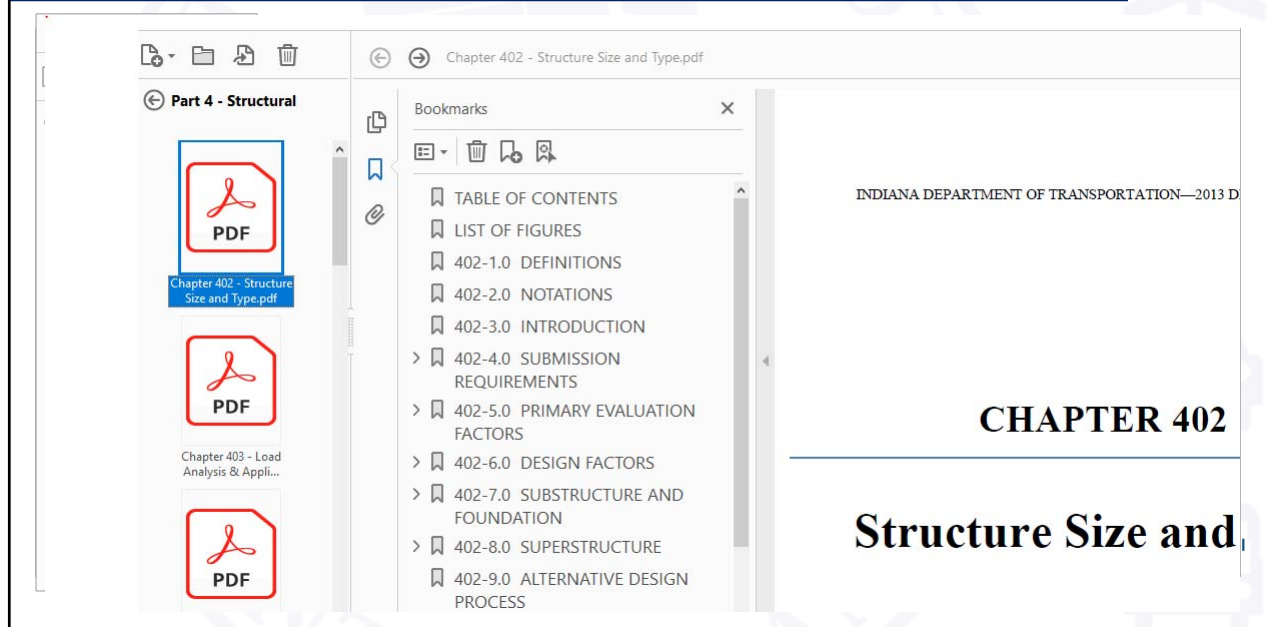 Chapter 402 - Structure Size and Type.pdf
Part 4 - Structural
PDF
Chapter 402 - Structure
Size and Type.pdf
PDF
Chapter 403 - Load
Analysis & Appli...
PDF
Bookmarks
TABLE OF CONTENTS
LIST OF FIGURES
402-1.0 DEFINITIONS
402-2.0 NOTATIONS
402-3.0 INTRODUCTION
402-4.0 SUBMISSION
REQUIREMENTS
402-5.0 PRIMARY EVALUATION
FACTORS
402-6.0 DESIGN FACTORS
402-7.0 SUBSTRUCTURE AND
FOUNDATION
402-8.0 SUPERSTRUCTURE
402-9.0 ALTERNATIVE DESIGN
PROCESS
INDIANA DEPARTMENT OF TRANSPORTATION—2013 D
CHAPTER 402
Structure Size and